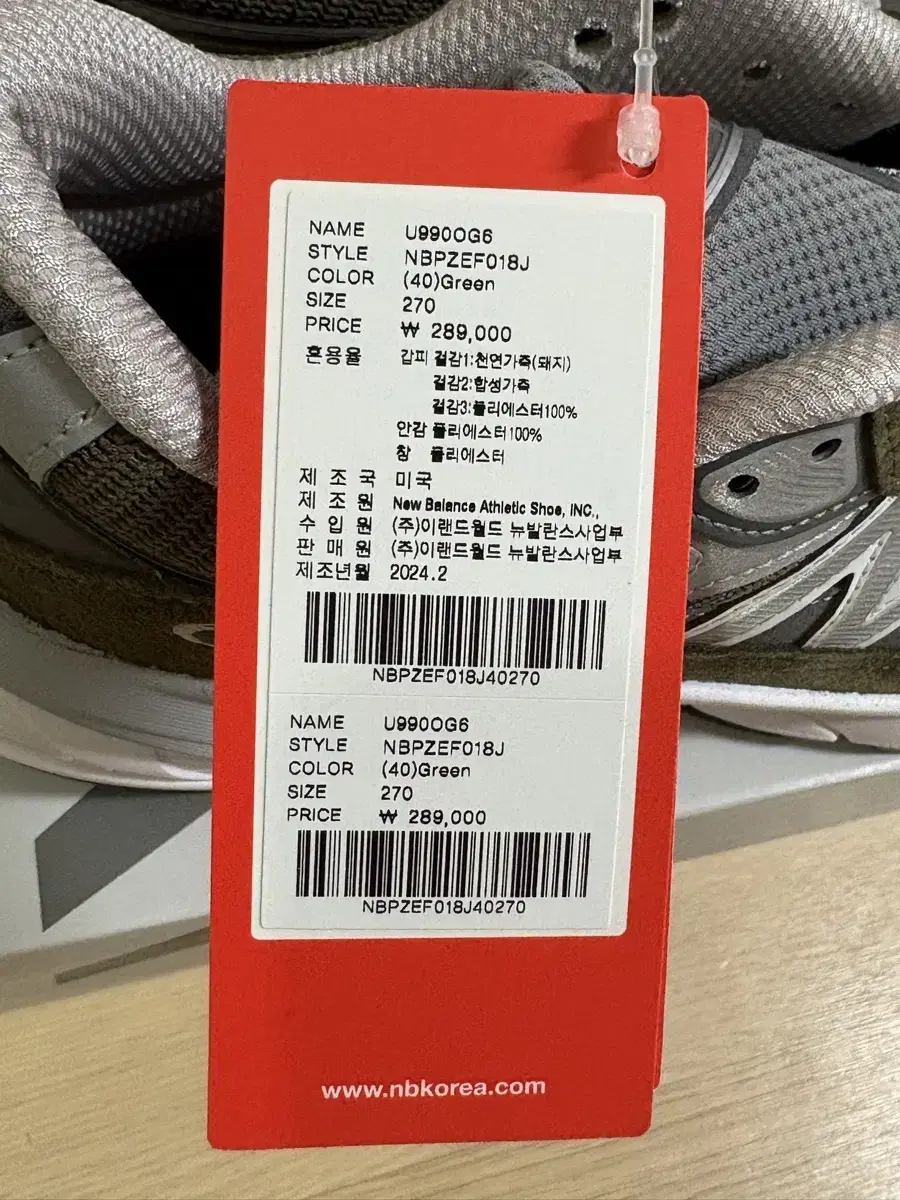 NAME U990OG6
STYLE NBPZEF018J
COLOR (40)Green
SIZE 270
PRICE ₩ 289,000
혼용율 갑피 겉감1:천연가죽(돼지)
겉감2:합성가죽
겉감3:폴리에스터100%
안감 폴리에스터100%
창 폴리에스터
제 조 국 미국
제 조 원 New Balance Athletic Shoe, INC.,
수 입 원 (주)이랜드월드 뉴발란스사업부
판 매 원 (주)이랜드월드 뉴발란스사업부
제조년월 2024.2
NBPZEF018J40270
NAME U990OG6
STYLE NBPZEF018J
COLOR (40)Green
SIZE 270
PRICE ₩ 289,000
NBPZEF018J40270
www.nbkorea.com